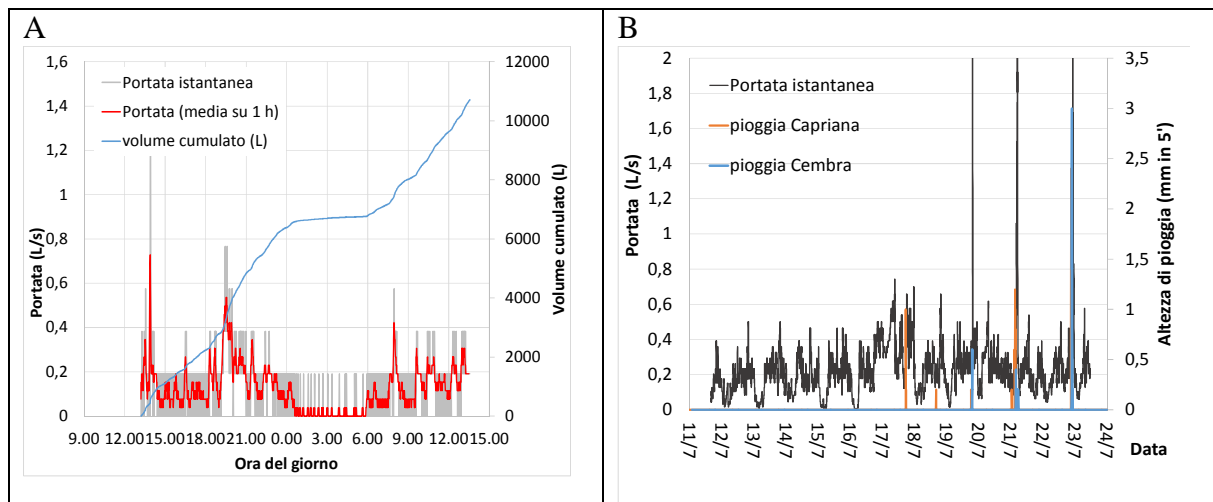 A
1,6
1,4
1,2
1
0,8
0,6
0,4
0,2
0
Portata (L/s)
Portata istantanea
Portata (media su 1 h)
volume cumulato (L)
12000
10000
8000
6000
4000
2000
0
Volume cumulato (L)
9.00 12.00 15.00 18.00 21.00 0.00 3.00 6.00 9.00 12.00 15.00
Ora del giorno
B
2
1,8
1,6
1,4
1,2
1
0,8
0,6
0,4
0,2
0
Portata (L/s)
Portata istantanea
pioggia Capriana
pioggia Cembra
3,5
3
2,5
2
1,5
1
0,5
0
Altezza di pioggia (mm in 5')
11/7 12/7 13/7 14/7 15/7 16/7 17/7 18/7 19/7 20/7 21/7 22/7 23/7 24/7
Data